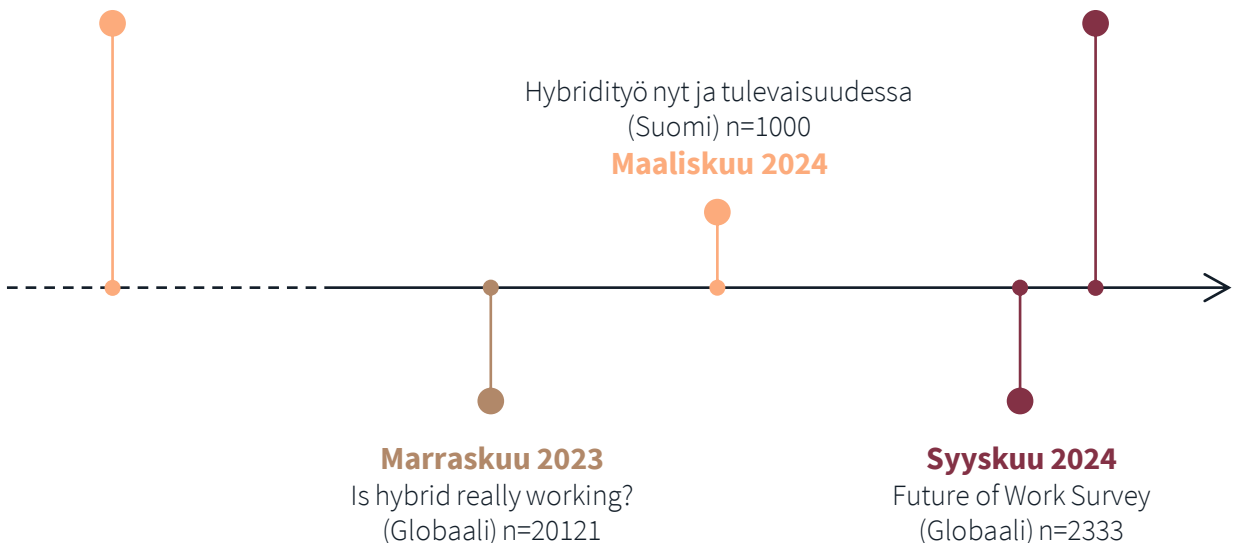 Hybridityö nyt ja tulevaisuudessa
(Suomi) n=1000
Maaliskuu 2024
Marraskuu 2023
Is hybrid really working?
(Globaali) n=20121
Syyskuu 2024
Future of Work Survey
(Globaali) n=2333